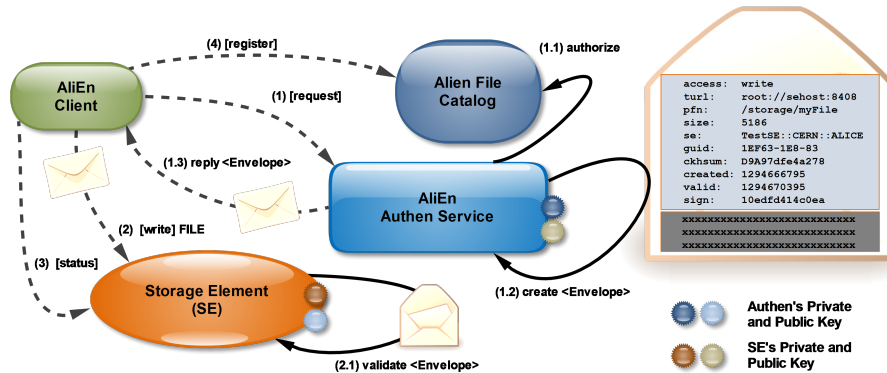 (4) [register]
(1.1) authorize
AliEn
Client
Alien File
Catalog
(1) [request]
(1.3) reply <Envelope>
AliEn
Authen Service
(2) [write] FILE
(3) [status]
Storage Element
(SE)
(1.2) create <Envelope>
(2.1) validate <Envelope>
access: write
turl: root://sehost:8408
pfn: /storage/myFile
size: 5186
se: TestSE::CERN::ALICE
guid: 1EF63-1E8-83
ckhsum: D9A97dfe4a278
created: 1294666795
valid: 1294670395
sign: 10edfd414c0ea
xxxxxxxxxxxxxxxxxxxxxxxxxxx
xxxxxxxxxxxxxxxxxxxxxxxxxxx
xxxxxxxxxxxxxxxxxxxxxxxxxxx
Authen's Private
and Public Key
SE's Private and
Public Key